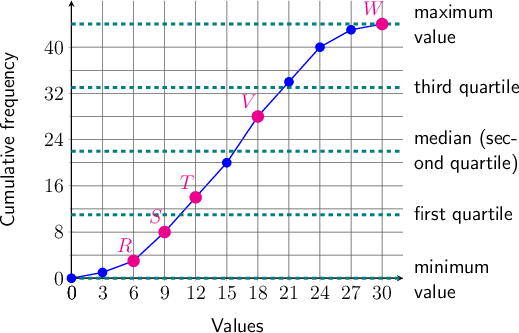 W
maximum
value
40
third quartile
32
V
median (sec-
ond quartile)
24
T
16
S
first quartile
8
R
minimum
value
0
0 3 6 9 12 15 18 21 24 27 30
Values
Cumulative frequency